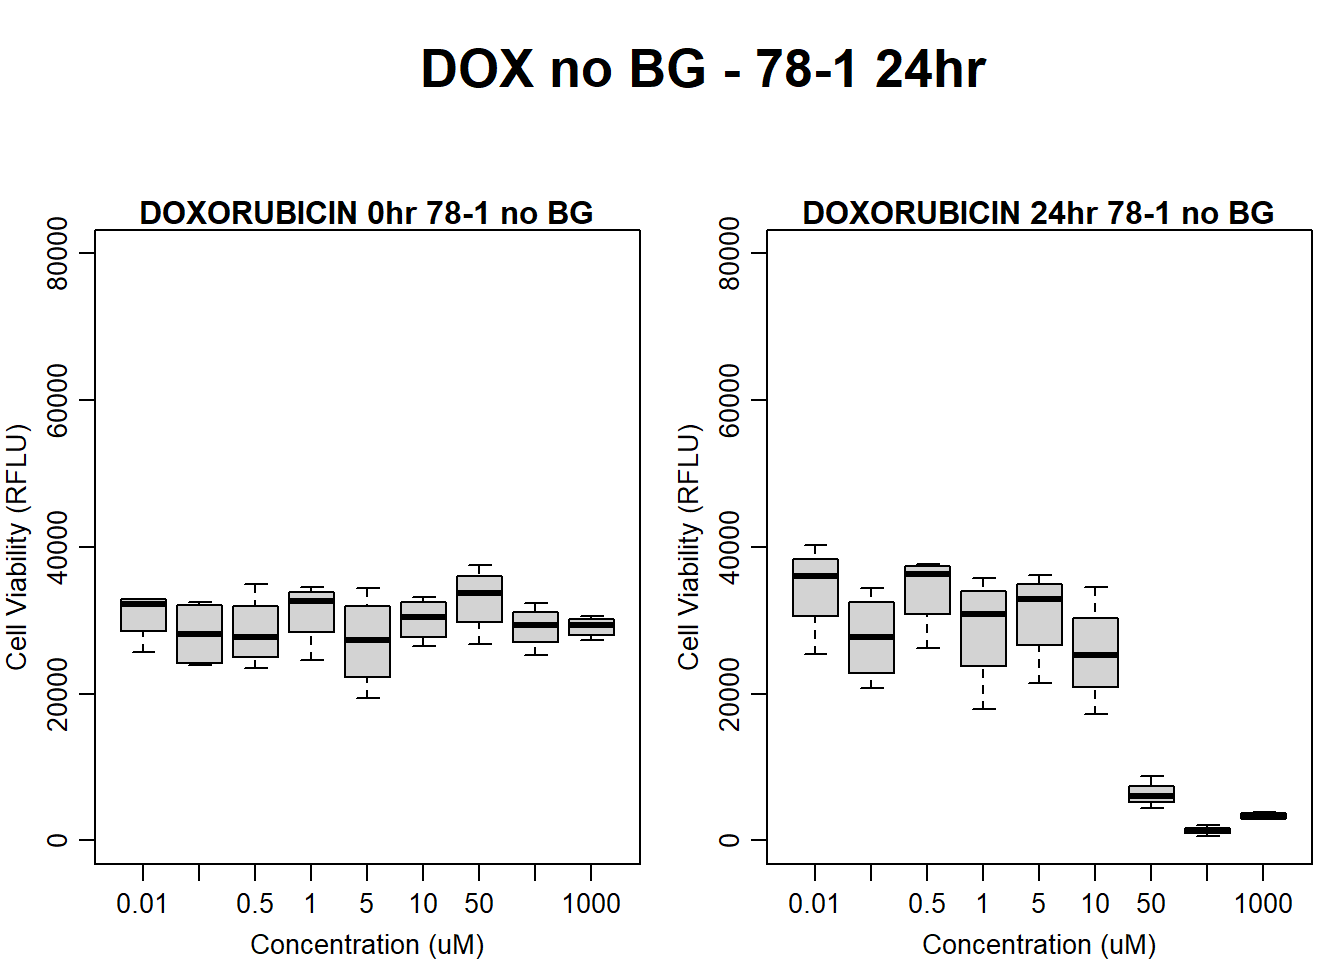 DOX no BG - 78-1 24hr
DOXORUBICIN 0hr 78-1 no BG
80000
60000
40000
20000
0
Cell Viability (RFLU)
0.01 0.5 1 5 10 50 1000
Concentration (uM)
DOXORUBICIN 24hr 78-1 no BG
80000
60000
40000
20000
0
Cell Viability (RFLU)
0.01 0.5 1 5 10 50 1000
Concentration (uM)